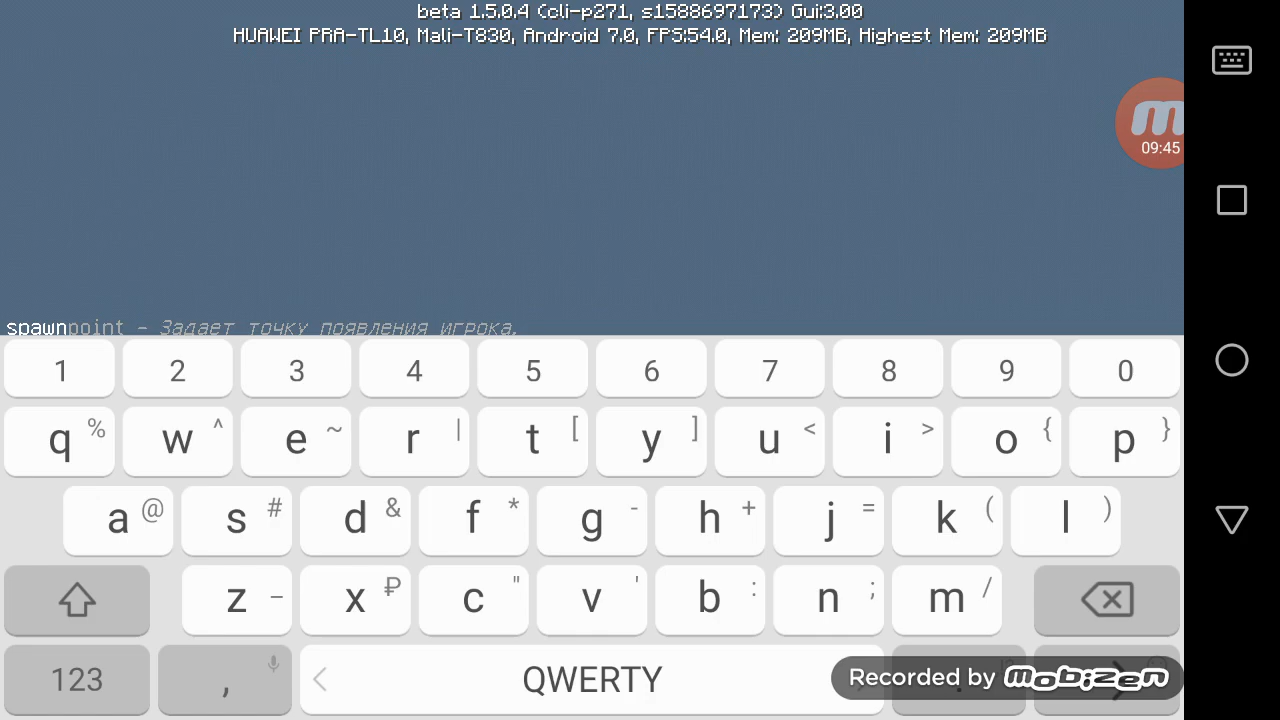 beta 1.5.0.4 (cli-p271, s1588697173) Gui:3.00
HUAWEI PRA-TL10, Mali-T830, Android 7.0, FPS:54.0, Mem: 209MB, Highest Mem: 209MB
09:45
spawnpoint - Задает точку появления игрока.
1 2 3 4 5 6 7 8 9 0
q % w ^ e ~ r | t [ y ] u < i > o { p }
a @ s # d & f * g - h + j = k ( l )
z _ x ₽ c " v ' b : n ; m /
123 , QWERTY
Recorded by mobizen